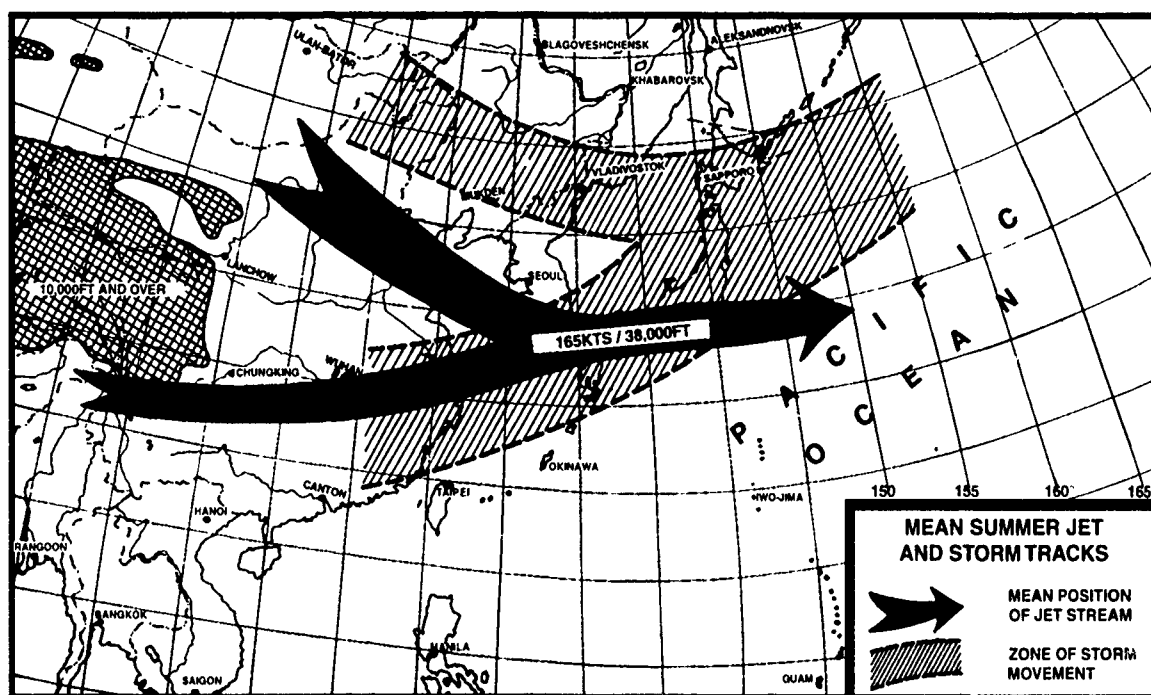 ULAN-BATOR
BLAGOVESHCHENSK
ALEKSANDROVSK
KHABAROVSK
VLADIVOSTOK
SAPPORO
MUKDEN
LANCHOW
SEOUL
10,000FT AND OVER
165KTS / 38,000FT
WUHAN
CHUNGKING
PACIFIC
OCEAN
OKINAWA
CANTON
TAIPEI
IWO-JIMA
HANOI
150 155 160 165
RANGOON
BANGKOK
MANILA
SAIGON
GUAM
MEAN SUMMER JET
AND STORM TRACKS
MEAN POSITION
OF JET STREAM
ZONE OF STORM
MOVEMENT